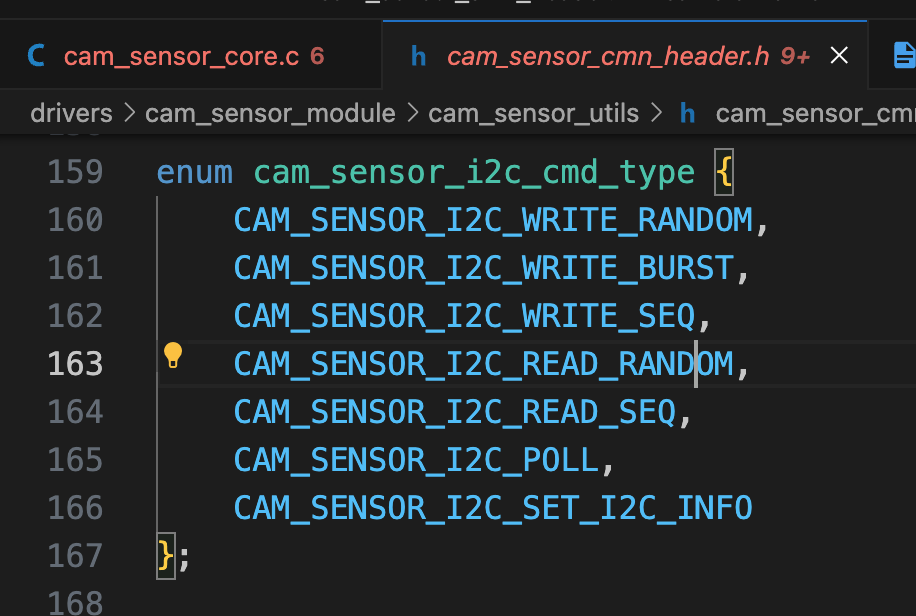 C cam_sensor_core.c 6 h cam_sensor_cmn_header.h 9+ ×
drivers > cam_sensor_module > cam_sensor_utils > h cam_sensor_cm
159 enum cam_sensor_i2c_cmd_type {
160 CAM_SENSOR_I2C_WRITE_RANDOM,
161 CAM_SENSOR_I2C_WRITE_BURST,
162 CAM_SENSOR_I2C_WRITE_SEQ,
163 CAM_SENSOR_I2C_READ_RANDOM,
164 CAM_SENSOR_I2C_READ_SEQ,
165 CAM_SENSOR_I2C_POLL,
166 CAM_SENSOR_I2C_SET_I2C_INFO
167 };
168